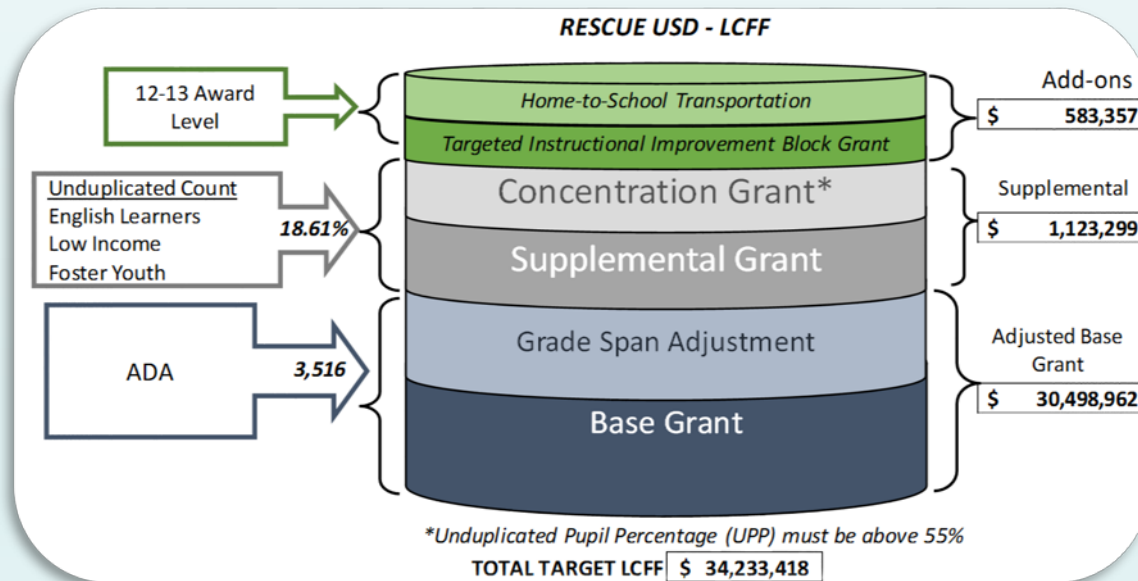 RESCUE USD - LCFF
12-13 Award
Level
Home-to-School Transportation
Targeted Instructional Improvement Block Grant
Add-ons
$ 583,357
Unduplicated Count
English Learners
Low Income
Foster Youth
18.61%
Concentration Grant*
Supplemental Grant
Supplemental
$ 1,123,299
ADA
3,516
Grade Span Adjustment
Base Grant
Adjusted Base
Grant
$ 30,498,962
*Unduplicated Pupil Percentage (UPP) must be above 55%
TOTAL TARGET LCFF $ 34,233,418